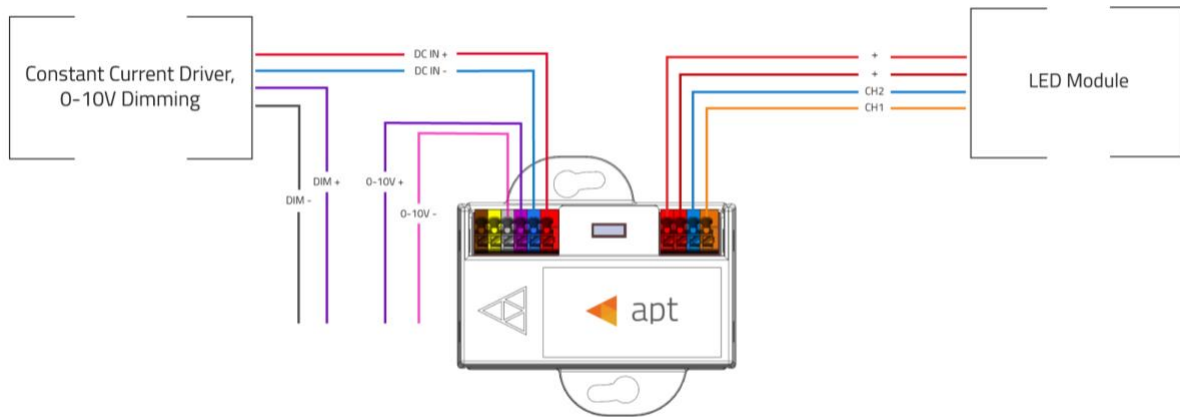 Constant Current Driver,
0-10V Dimming
DC IN +
DC IN -
DIM -
DIM +
0-10V +
0-10V -
+
+
CH2
CH1
LED Module
apt